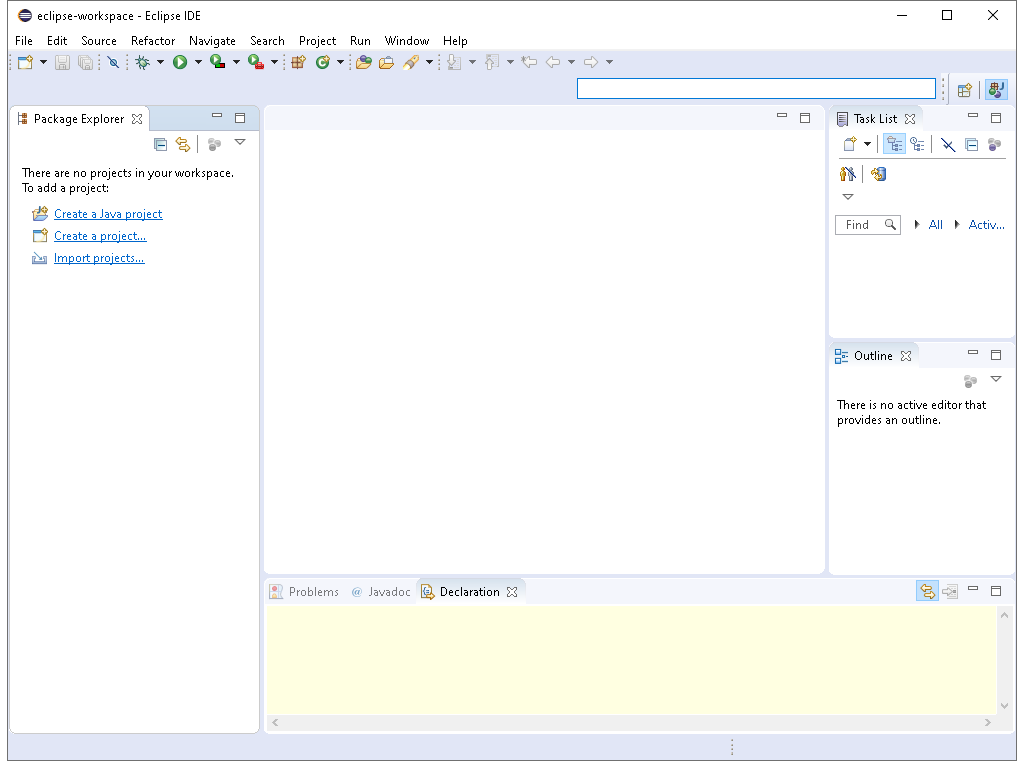 eclipse-workspace - Eclipse IDE
File Edit Source Refactor Navigate Search Project Run Window Help
Package Explorer
There are no projects in your workspace.
To add a project:
Create a Java project
Create a project...
Import projects...
Task List
Find All Activ...
Outline
There is no active editor that
provides an outline.
Problems @ Javadoc Declaration